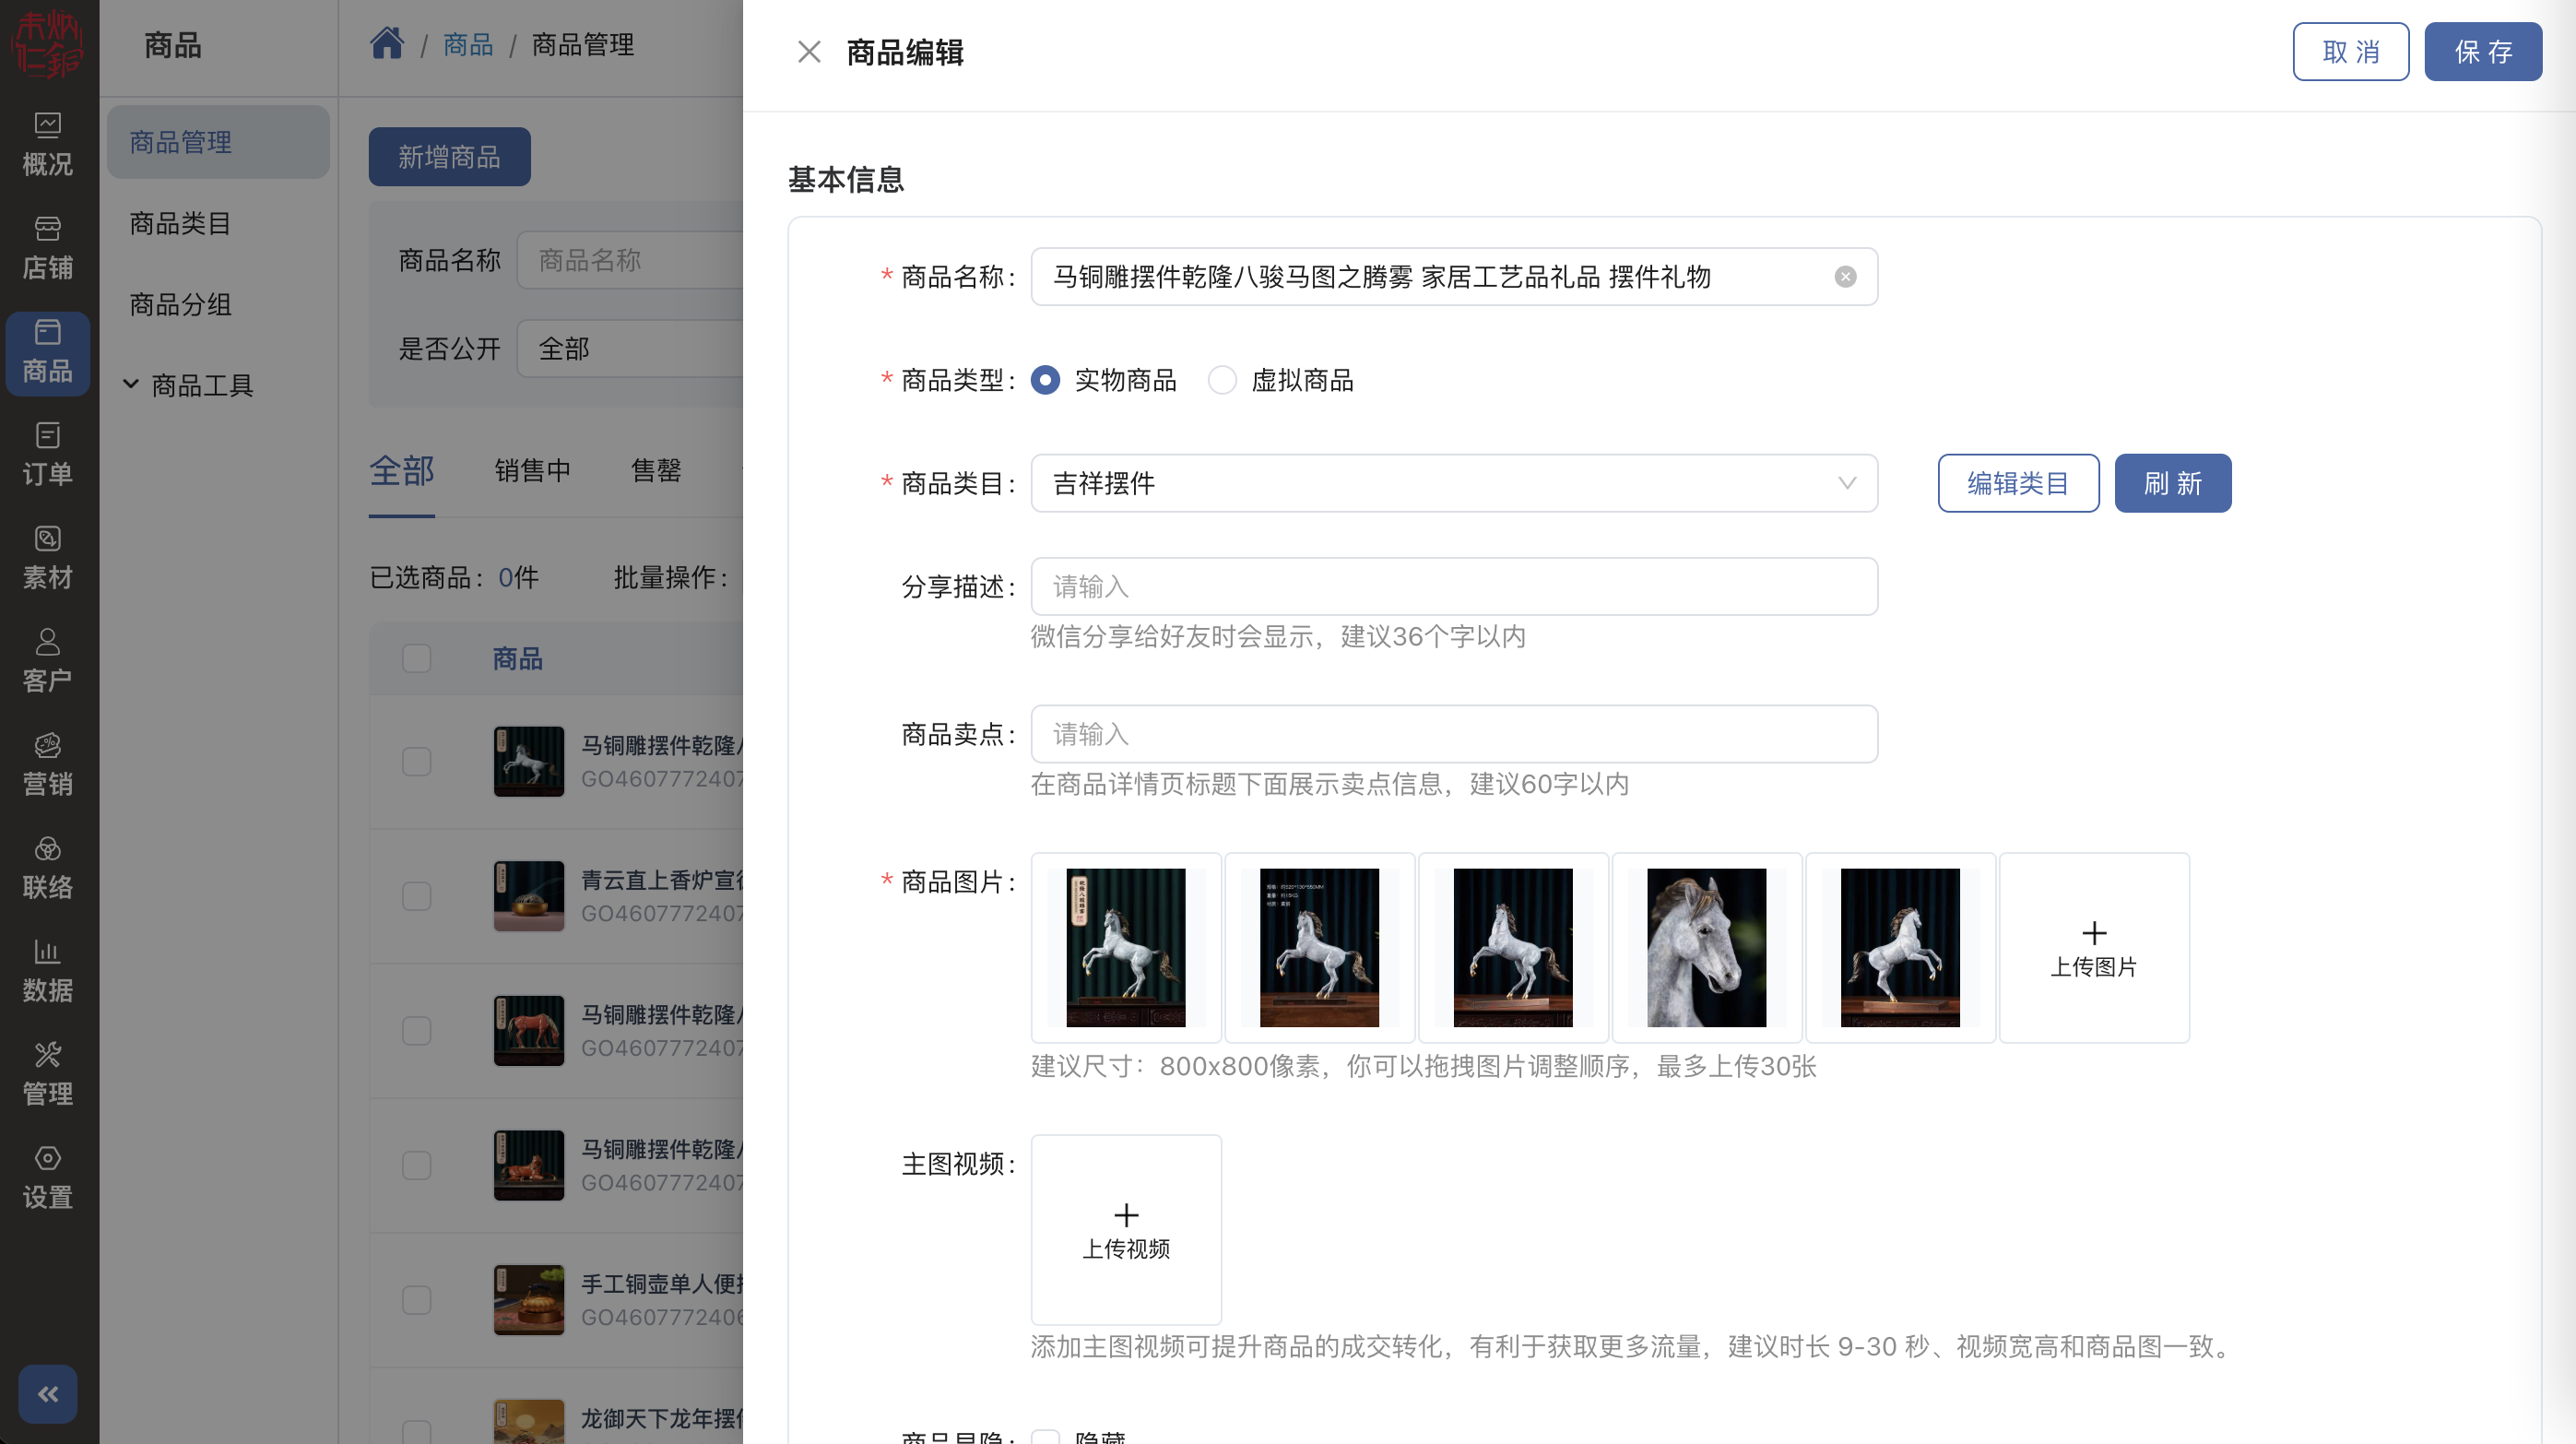 商品
概况
店铺
商品
订单
素材
客户
营销
联络
数据
管理
设置
商品管理
商品类目
商品分组
商品工具
/ 商品 / 商品管理
新增商品
商品名称 商品名称
是否公开 全部
全部 销售中 售罄
已选商品：0件 批量操作：
商品
马铜雕摆件乾隆
GO460777240
青云直上香炉宣
GO460777240
马铜雕摆件乾隆
GO460777240
马铜雕摆件乾隆
GO460777240
手工铜壶单人便
GO460777240
龙御天下龙年摆
商品编辑
取 消 保 存
基本信息
* 商品名称： 马铜雕摆件乾隆八骏马图之腾雾 家居工艺品礼品 摆件礼物
* 商品类型： 实物商品 虚拟商品
* 商品类目： 吉祥摆件 编辑类目 刷 新
分享描述： 请输入
微信分享给好友时会显示，建议36个字以内
商品卖点： 请输入
在商品详情页标题下面展示卖点信息，建议60字以内
* 商品图片： 上传图片
建议尺寸：800x800像素，你可以拖拽图片调整顺序，最多上传30张
主图视频： 上传视频
添加主图视频可提升商品的成交转化，有利于获取更多流量，建议时长 9-30 秒、视频宽高和商品图一致。
商品显隐： 隐藏